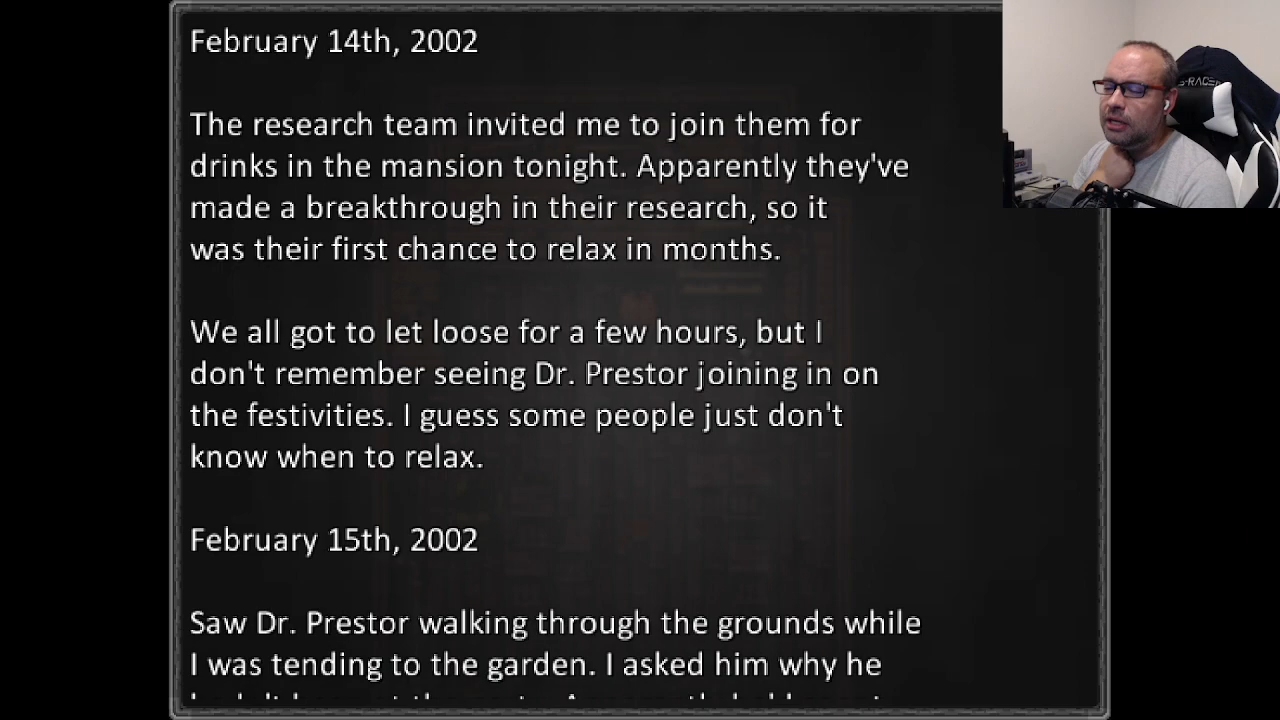 February 14th, 2002
The research team invited me to join them for
drinks in the mansion tonight. Apparently they've
made a breakthrough in their research, so it
was their first chance to relax in months.
We all got to let loose for a few hours, but I
don't remember seeing Dr. Prestor joining in on
the festivities. I guess some people just don't
know when to relax.
February 15th, 2002
Saw Dr. Prestor walking through the grounds while
I was tending to the garden. I asked him why he